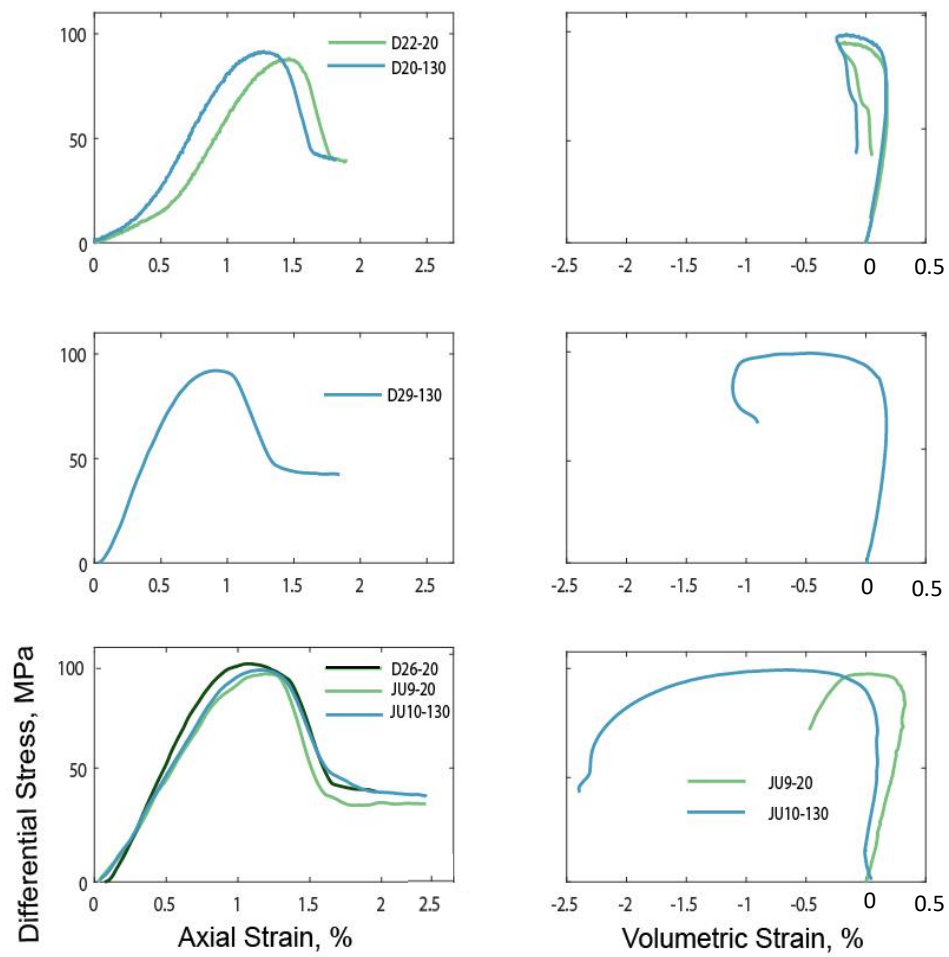 100
50
0
D22-20
D20-130
0 0.5 1 1.5 2 2.5
-2.5 -2 -1.5 -1 -0.5 0 0.5
100
50
0
D29-130
0 0.5 1 1.5 2 2.5
-2.5 -2 -1.5 -1 -0.5 0 0.5
Differential Stress, MPa
100
50
0
D26-20
JU9-20
JU10-130
0 0.5 1 1.5 2 2.5
Axial Strain, %
JU9-20
JU10-130
-2.5 -2 -1.5 -1 -0.5 0 0.5
Volumetric Strain, %